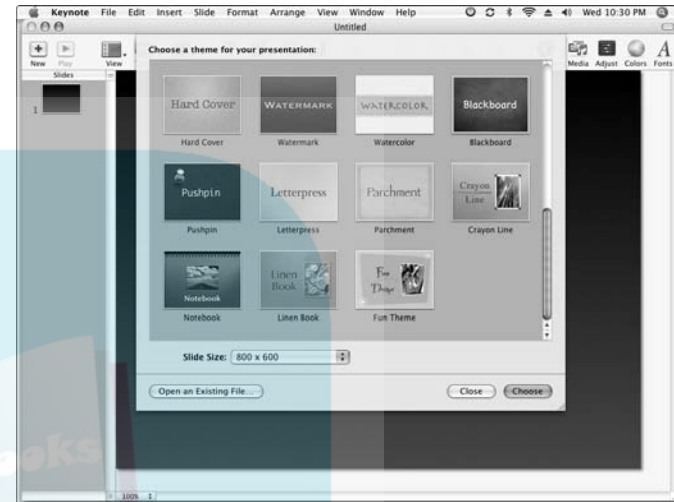 Keynote File Edit Insert Slide Format Arrange View Window Help Wed 10:30 PM
Untitled
Choose a theme for your presentation:
New Play View Media Adjust Colors Fonts
Slides
1
Hard Cover WATERMARK WATERCOLOR Blackboard
Hard Cover Watermark Watercolor Blackboard
Pushpin Letterpress Parchment Crayon Line
Pushpin Letterpress Parchment Crayon Line
Notebook Linen Book Fun Theme
Notebook Linen Book Fun Theme
Slide Size: 800 x 600
Open an Existing File... Close Choose
ooks
100%